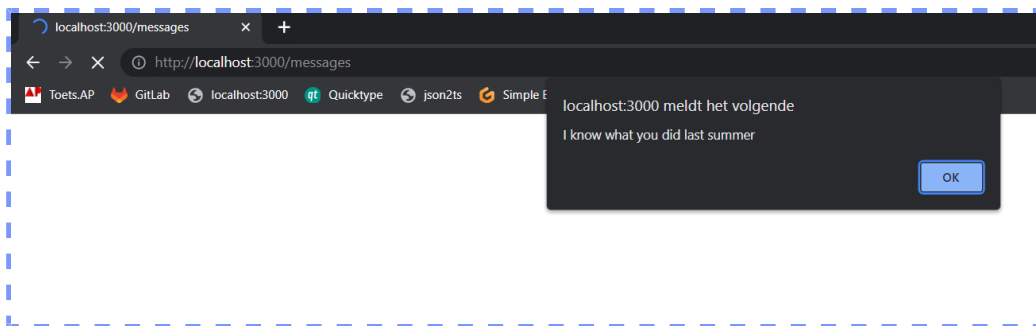 localhost:3000/messages
http://localhost:3000/messages
Toets.AP GitLab localhost:3000 qt Quicktype json2ts Simple
localhost:3000 meldt het volgende
I know what you did last summer
OK